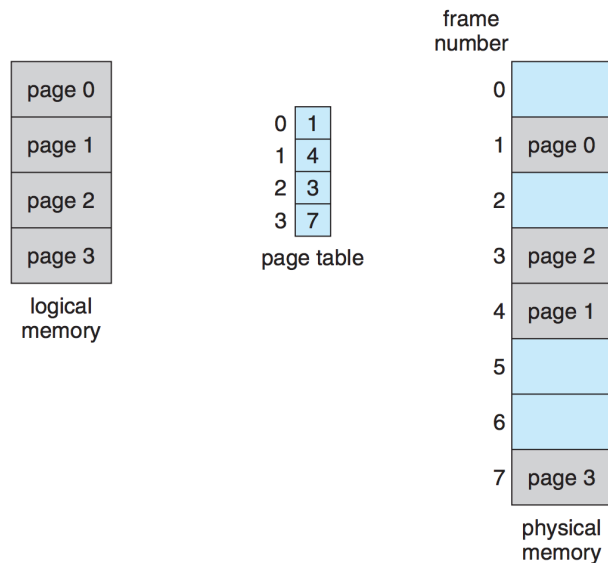 page 0
page 1
page 2
page 3
logical
memory
0 1
1 4
2 3
3 7
page table
frame
number
0
1 page 0
2
3 page 2
4 page 1
5
6
7 page 3
physical
memory